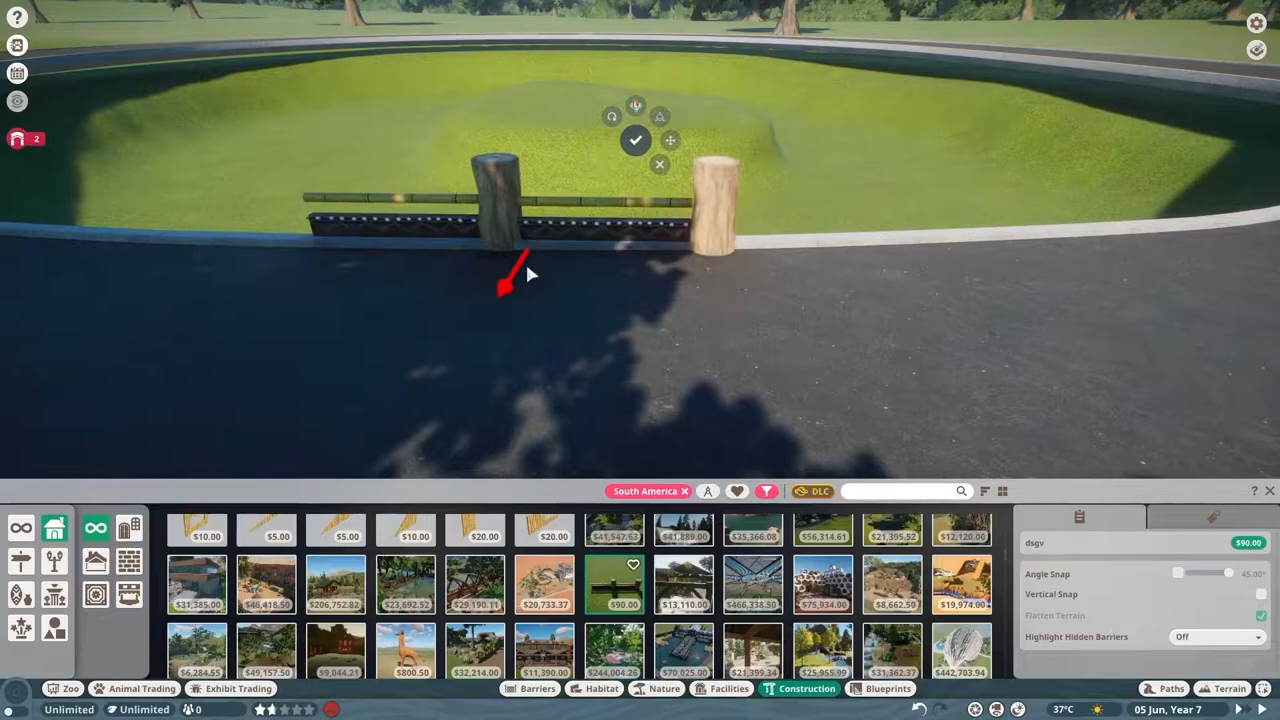 ?
2
South America ×
DLC
? ×
$10.00 $5.00 $5.00 $10.00 $20.00 $20.00 $41,547.63 $41,889.00 $35,366.08 $56,314.61 $21,395.52 $12,120.00
dsgv $90.00
Angle Snap 45.00°
Vertical Snap
$31,385.00 $46,418.50 $206,752.82 $23,692.52 $29,190.11 $20,733.37 $90.00 $13,110.00 $466,338.50 $75,934.00 $8,662.50 $19,974.00
Flatten Terrain
Highlight Hidden Barriers Off
$6,284.55 $49,157.50 $9,044.21 $800.50 $32,214.00 $11,390.00 $244,004.26 $70,025.00 $21,399.34 $25,955.99 $31,362.37 $442,703.94
Zoo Animal Trading Exhibit Trading Barriers Habitat Nature Facilities Construction Blueprints Paths Terrain
Unlimited Unlimited 0 37°C 05 Jun, Year 7